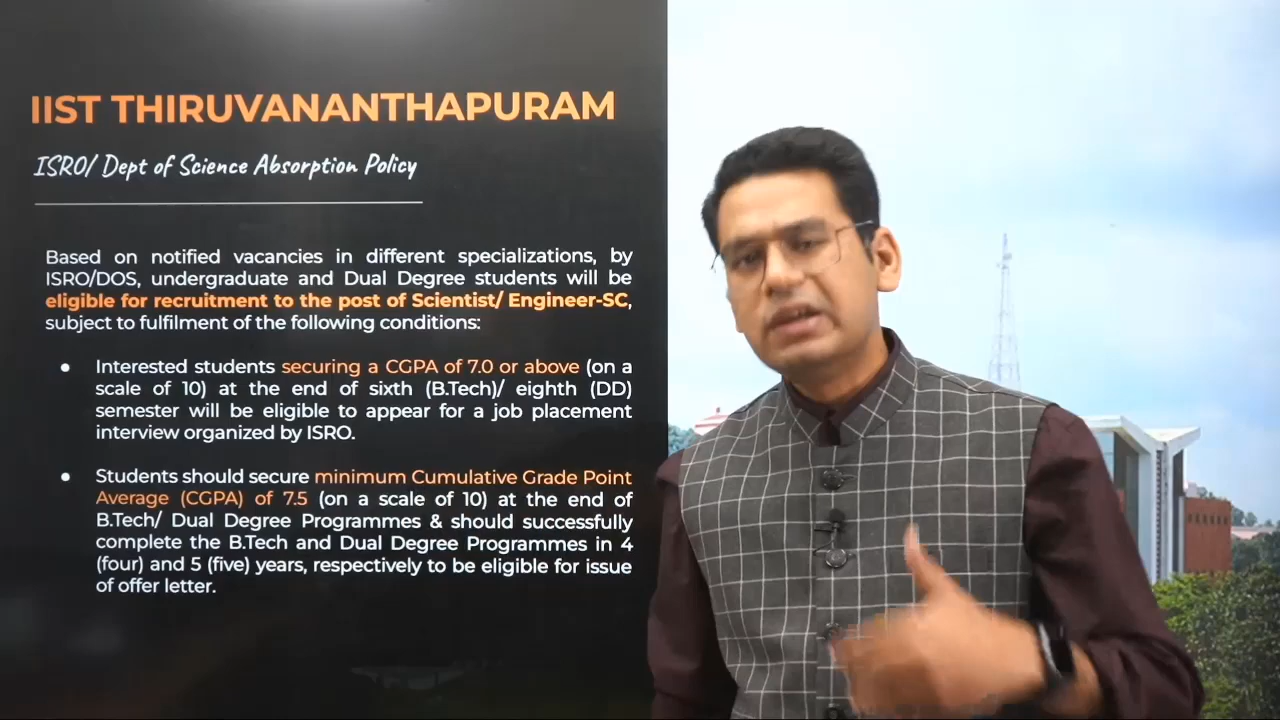 IIST THIRUVANANTHAPURAM
ISRO/ Dept of Science Absorption Policy
Based on notified vacancies in different specializations, by
ISRO/DOS, undergraduate and Dual Degree students will be
eligible for recruitment to the post of Scientist/ Engineer-SC,
subject to fulfilment of the following conditions:
● Interested students securing a CGPA of 7.0 or above (on a
scale of 10) at the end of sixth (B.Tech)/ eighth (DD)
semester will be eligible to appear for a job placement
interview organized by ISRO.
● Students should secure minimum Cumulative Grade Point
Average (CGPA) of 7.5 (on a scale of 10) at the end of
B.Tech/ Dual Degree Programmes & should successfully
complete the B.Tech and Dual Degree Programmes in 4
(four) and 5 (five) years, respectively to be eligible for issue
of offer letter.